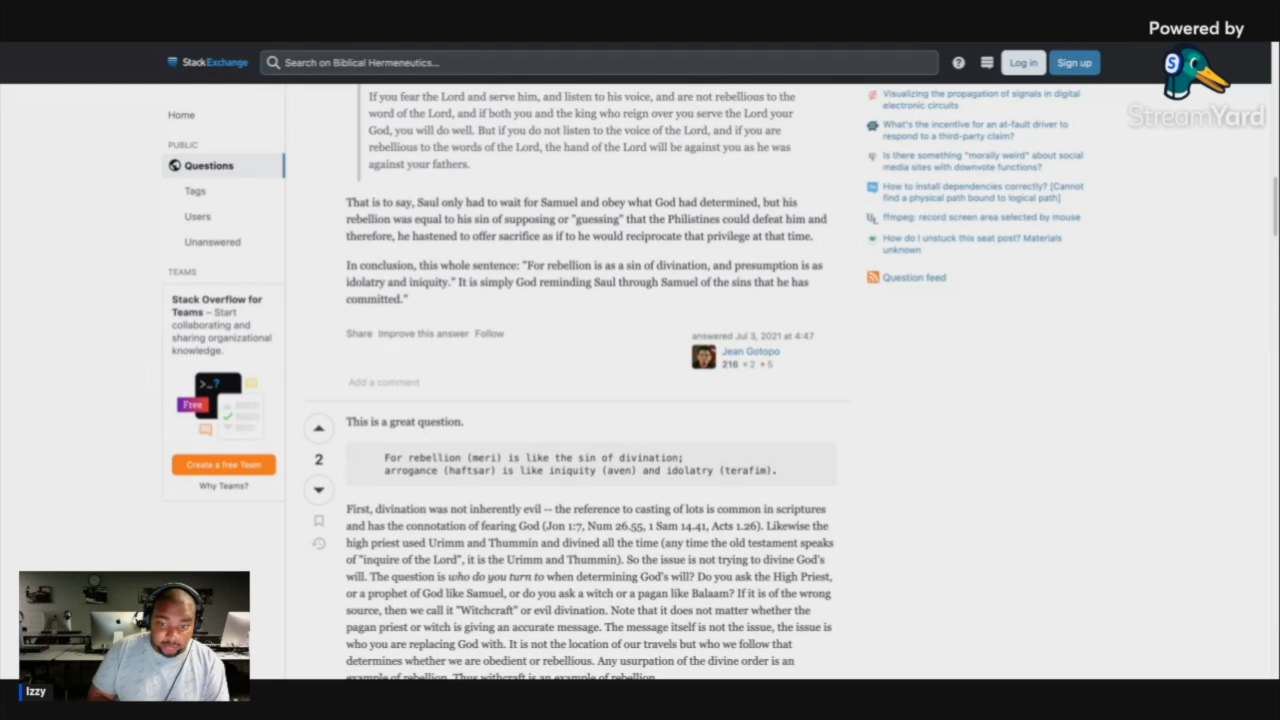 Powered by
StreamYard
StackExchange
Search on Biblical Hermeneutics...
Log in
Sign up
Home
PUBLIC
Questions
Tags
Users
Unanswered
TEAMS
Stack Overflow for
Teams – Start
collaborating and
sharing organizational
knowledge.
Free
Create a free Team
Why Teams?
If you fear the Lord and serve him, and listen to his voice, and are not rebellious to the
word of the Lord, and if both you and the king who reign over you serve the Lord your
God, you will do well. But if you do not listen to the voice of the Lord, and if you are
rebellious to the words of the Lord, the hand of the Lord will be against you as he was
against your fathers.
That is to say, Saul only had to wait for Samuel and obey what God had determined, but his
rebellion was equal to his sin of supposing or "guessing" that the Philistines could defeat him and
therefore, he hastened to offer sacrifice as if to he would reciprocate that privilege at that time.
In conclusion, this whole sentence: "For rebellion is as a sin of divination, and presumption is as
idolatry and iniquity." It is simply God reminding Saul through Samuel of the sins that he has
committed."
Share Improve this answer Follow
answered Jul 3, 2021 at 4:47
Jean Gotopo
216 2 5
Add a comment
2
This is a great question.
For rebellion (meri) is like the sin of divination;
arrogance (haftsar) is like iniquity (aven) and idolatry (terafim).
First, divination was not inherently evil -- the reference to casting of lots is common in scriptures
and has the connotation of fearing God (Jon 1:7, Num 26.55, 1 Sam 14.41, Acts 1.26). Likewise the
high priest used Urimm and Thummin and divined all the time (any time the old testament speaks
of "inquire of the Lord", it is the Urimm and Thummin). So the issue is not trying to divine God's
will. The question is who do you turn to when determining God's will? Do you ask the High Priest,
or a prophet of God like Samuel, or do you ask a witch or a pagan like Balaam? If it is of the wrong
source, then we call it "Witchcraft" or evil divination. Note that it does not matter whether the
pagan priest or witch is giving an accurate message. The message itself is not the issue, the issue is
who you are replacing God with. It is not the location of our travels but who we follow that
determines whether we are obedient or rebellious. Any usurpation of the divine order is an
example of rebellion. Thus withcraft is an example of rebellion.
Visualizing the propagation of signals in digital
electronic circuits
What's the incentive for an at-fault driver to
respond to a third-party claim?
Is there something "morally weird" about social
media sites with downvote functions?
How to install dependencies correctly? [Cannot
find a physical path bound to logical path]
ffmpeg: record screen area selected by mouse
How do I unstuck this seat post? Materials
unknown
Question feed
Izzy